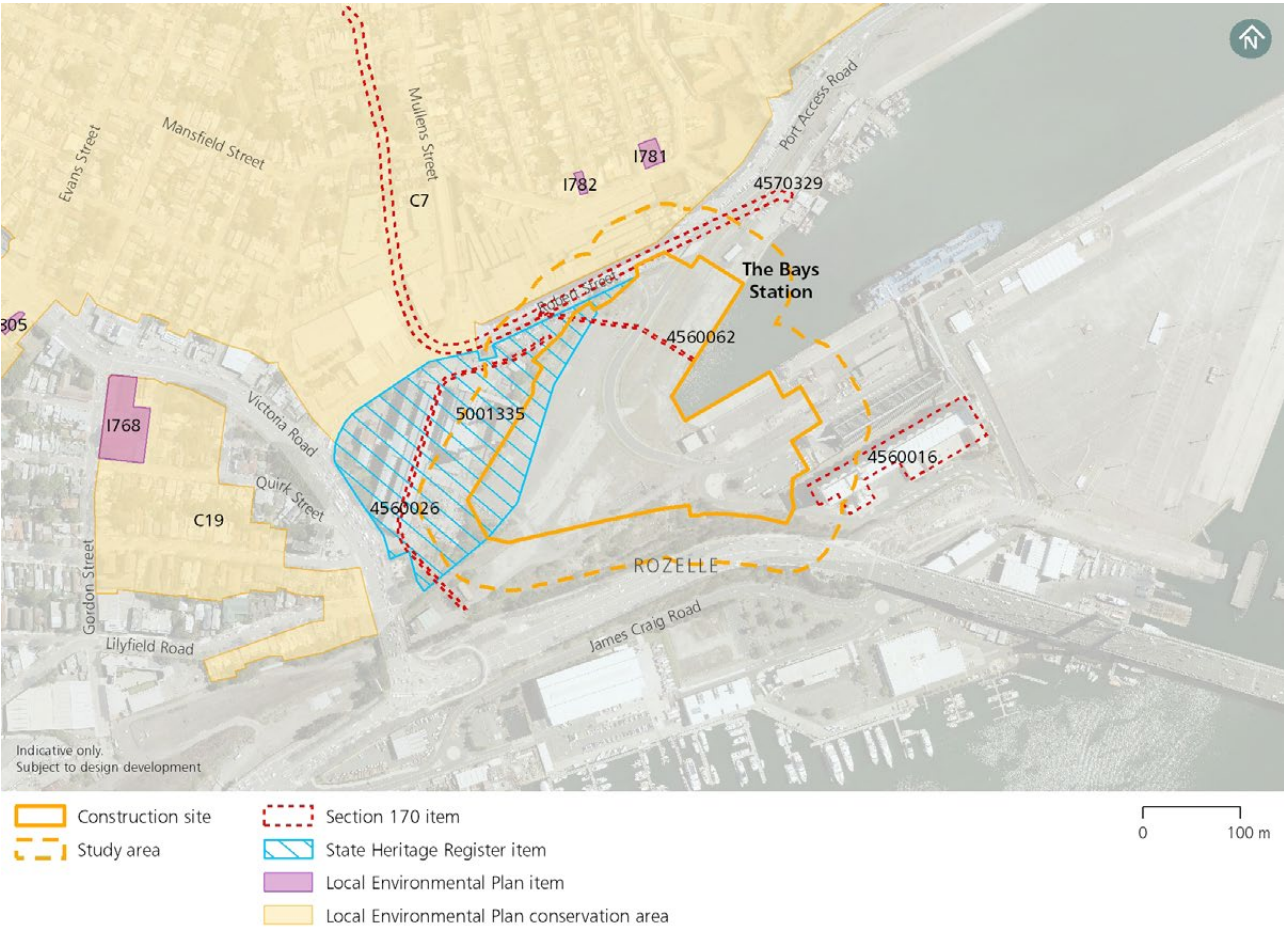 N
Port Access Road
Mullens Street
Mansfield Street
Evans Street
I781
I782
4570329
C7
The Bays
Station
Robert Street
4560062
805
I768
Victoria Road
5001335
4560016
Quirk Street
4560026
C19
ROZELLE
Gordon Street
James Craig Road
Lilyfield Road
Indicative only.
Subject to design development
Construction site
Study area
Section 170 item
State Heritage Register item
Local Environmental Plan item
Local Environmental Plan conservation area
0 100 m